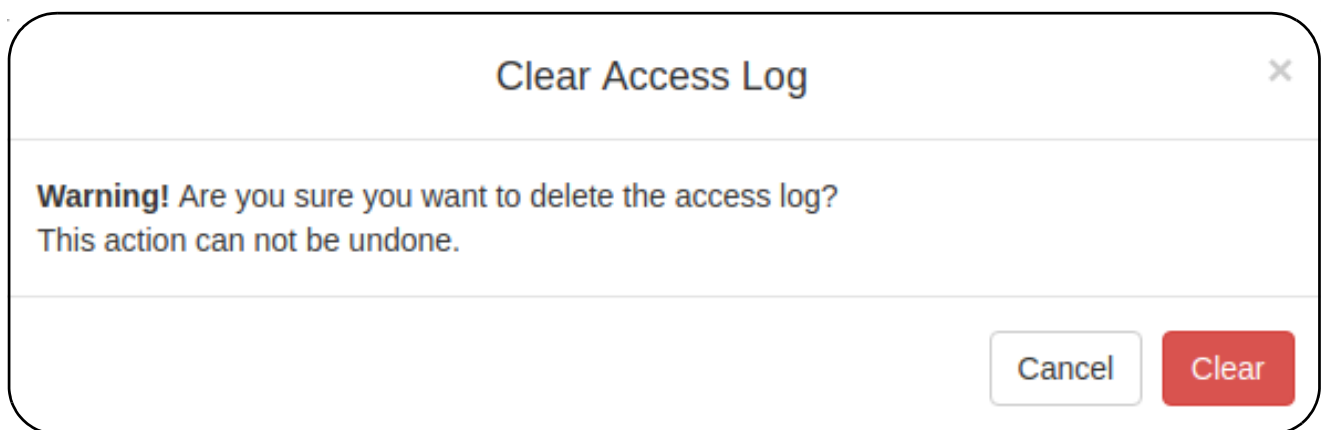 Clear Access Log
×
Warning! Are you sure you want to delete the access log?
This action can not be undone.
Cancel Clear